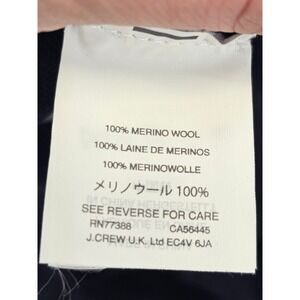 100% MERINO WOOL
100% LAINE DE MERINOS
100% MERINOWOLLE
メリノウール 100%
SEE REVERSE FOR CARE
RN77388 CA56445
J.CREW U.K. Ltd EC4V 6JA